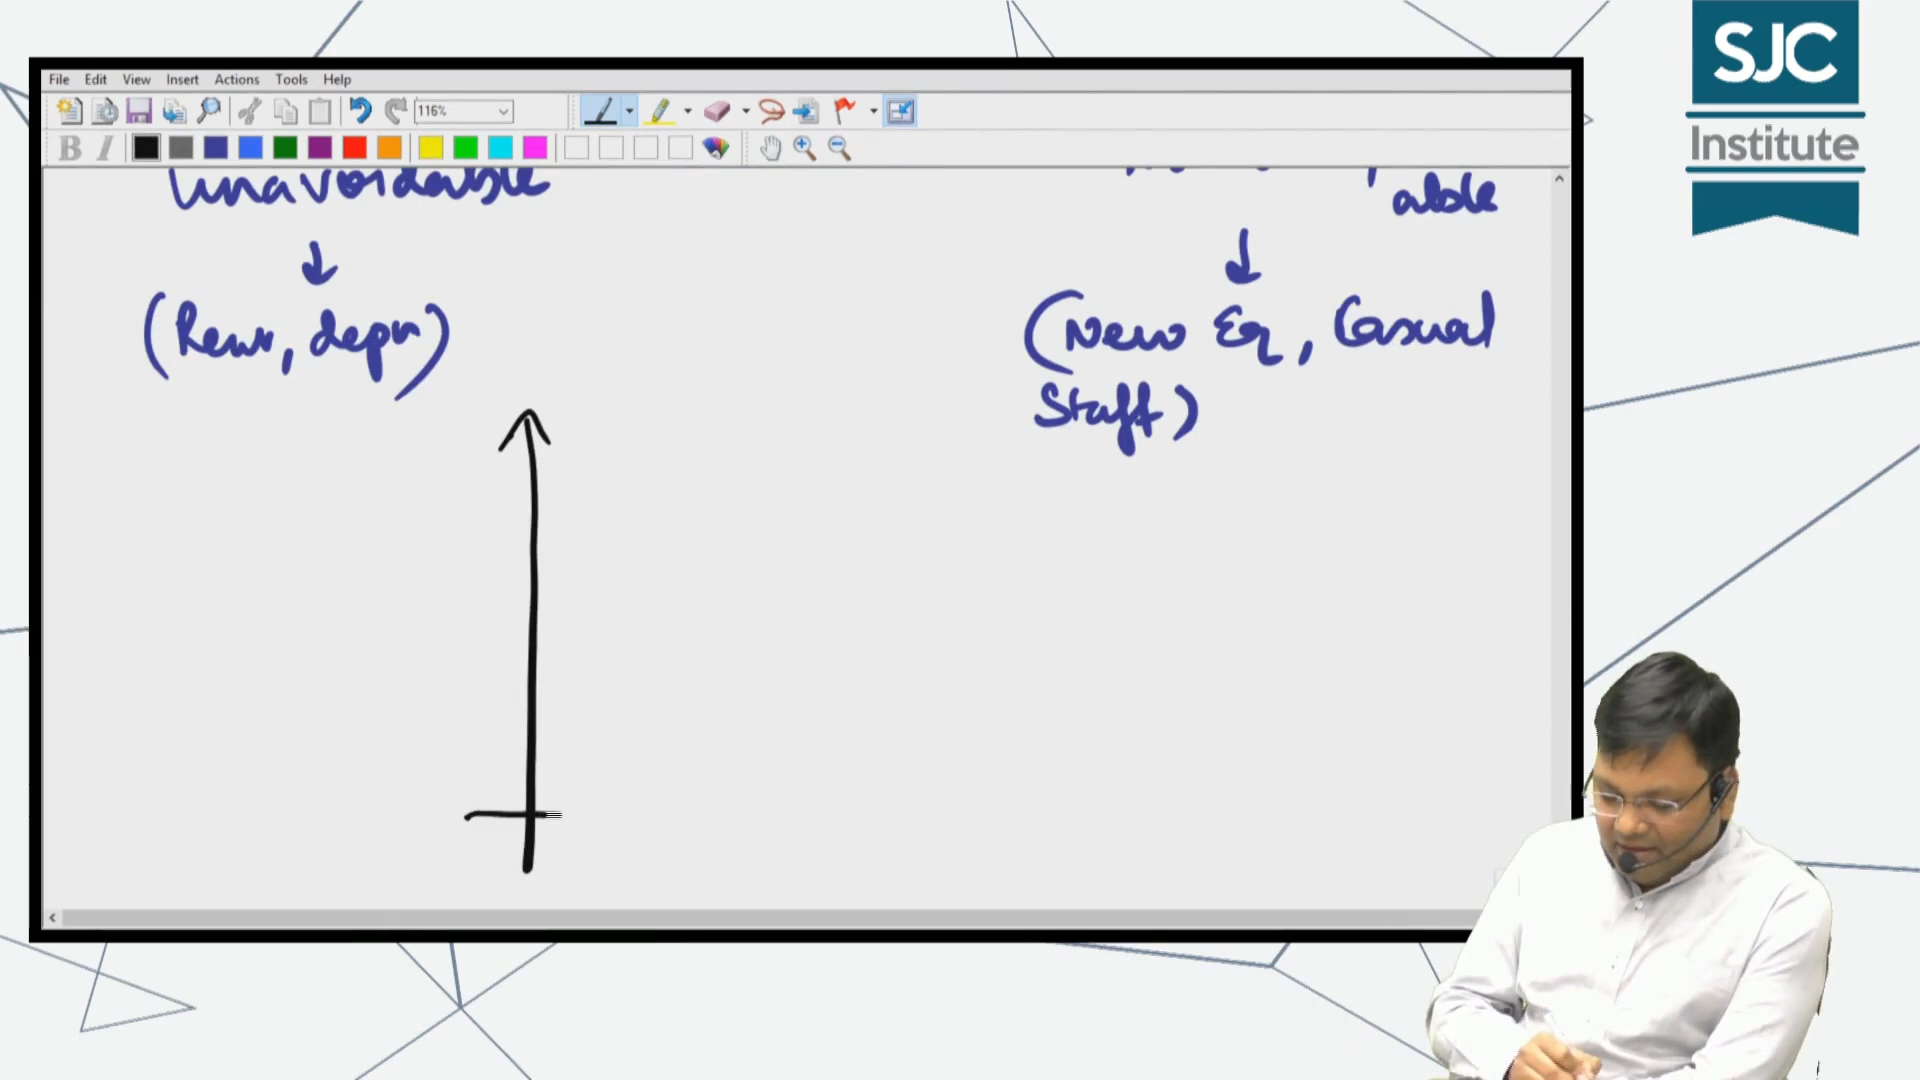 SJC
Institute
File Edit View Insert Actions Tools Help
116%
B I
Unavoidable
able
(Rent, depn)
(New Eq, Casual
Staff)